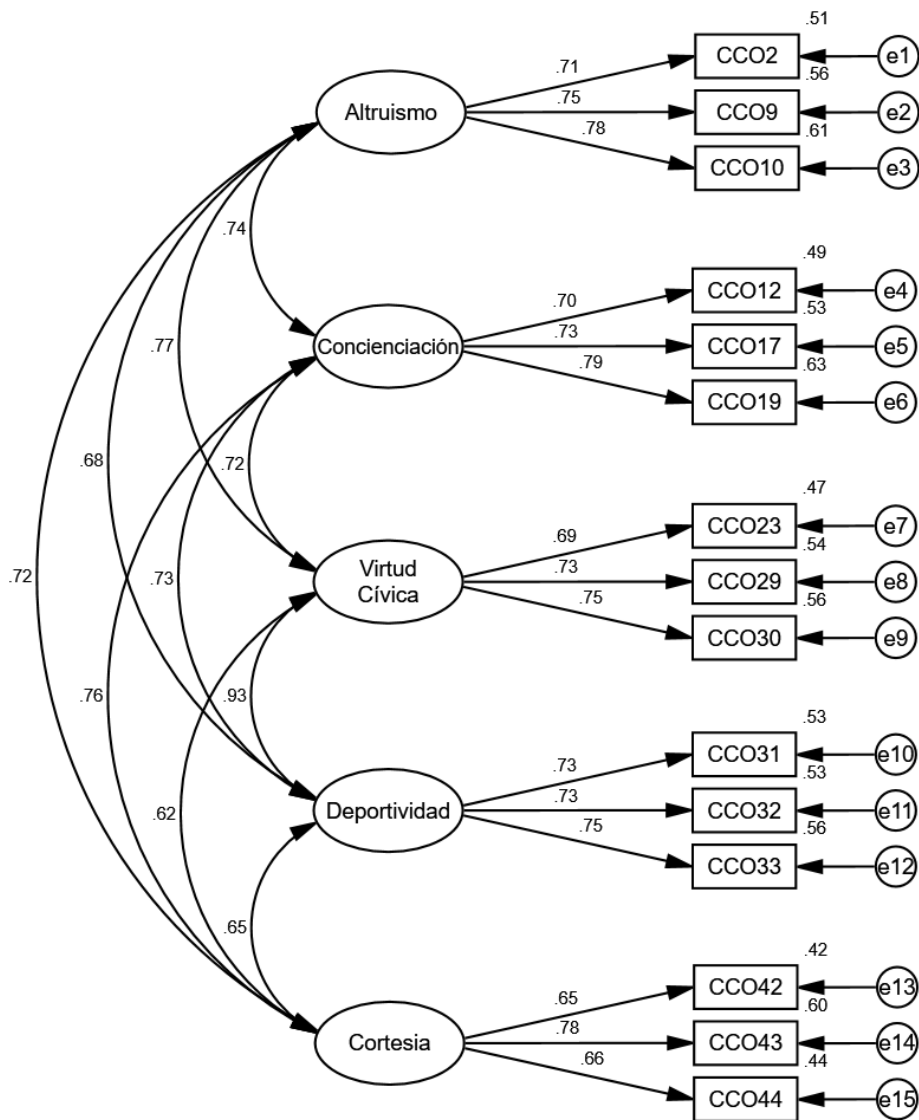 .51
CCO2
e1
.71
.56
Altruismo
.75
CCO9
e2
.78
.61
CCO10
e3
.74
.49
.70
CCO12
e4
.53
Concienciación
.73
CCO17
e5
.77
.79
.63
CCO19
e6
.68
.72
.47
.69
CCO23
e7
.54
Virtud
Cívica
.73
CCO29
e8
.72
.73
.75
.56
CCO30
e9
.76
.93
.53
.73
CCO31
e10
.53
Deportividad
.73
CCO32
e11
.62
.75
.56
CCO33
e12
.65
.42
.65
CCO42
e13
.60
Cortesia
.78
CCO43
e14
.66
.44
CCO44
e15